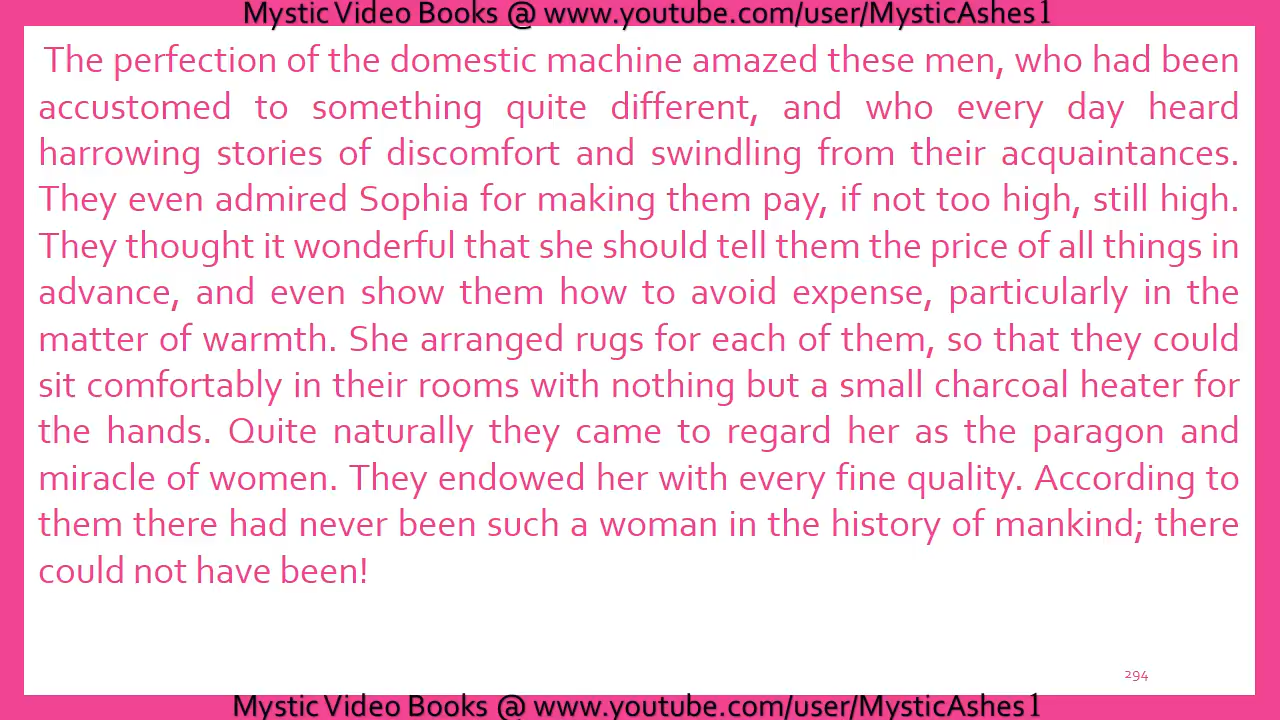 Mystic Video Books @ www.youtube.com/user/MysticAshes1
The perfection of the domestic machine amazed these men, who had been
accustomed to something quite different, and who every day heard
harrowing stories of discomfort and swindling from their acquaintances.
They even admired Sophia for making them pay, if not too high, still high.
They thought it wonderful that she should tell them the price of all things in
advance, and even show them how to avoid expense, particularly in the
matter of warmth. She arranged rugs for each of them, so that they could
sit comfortably in their rooms with nothing but a small charcoal heater for
the hands. Quite naturally they came to regard her as the paragon and
miracle of women. They endowed her with every fine quality. According to
them there had never been such a woman in the history of mankind; there
could not have been!
294
Mystic Video Books @ www.youtube.com/user/MysticAshes1